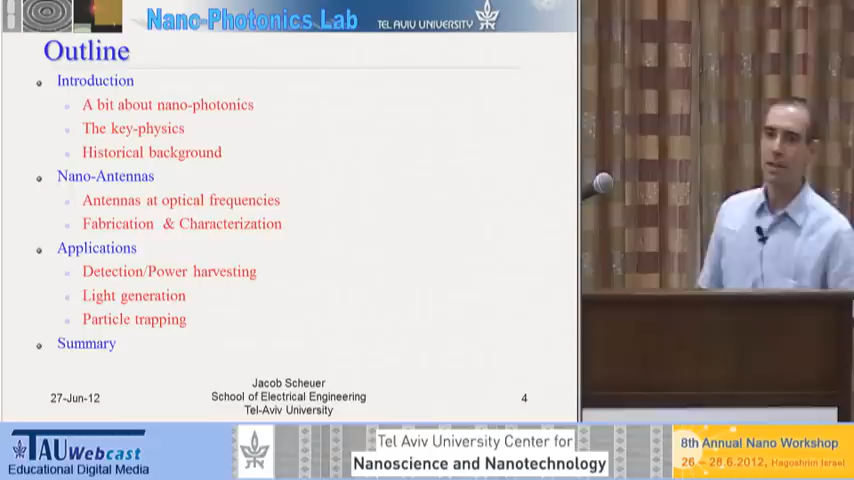 Nano-Photonics Lab
TEL AVIV UNIVERSITY
Outline
Introduction
A bit about nano-photonics
The key-physics
Historical background
Nano-Antennas
Antennas at optical frequencies
Fabrication & Characterization
Applications
Detection/Power harvesting
Light generation
Particle trapping
Summary
27-Jun-12
Jacob Scheuer
School of Electrical Engineering
Tel-Aviv University
4
TAU Webcast
Educational Digital Media
Tel Aviv University Center for
Nanoscience and Nanotechnology
8th Annual Nano Workshop
26 - 28.6.2012, Hagoshrim Israel